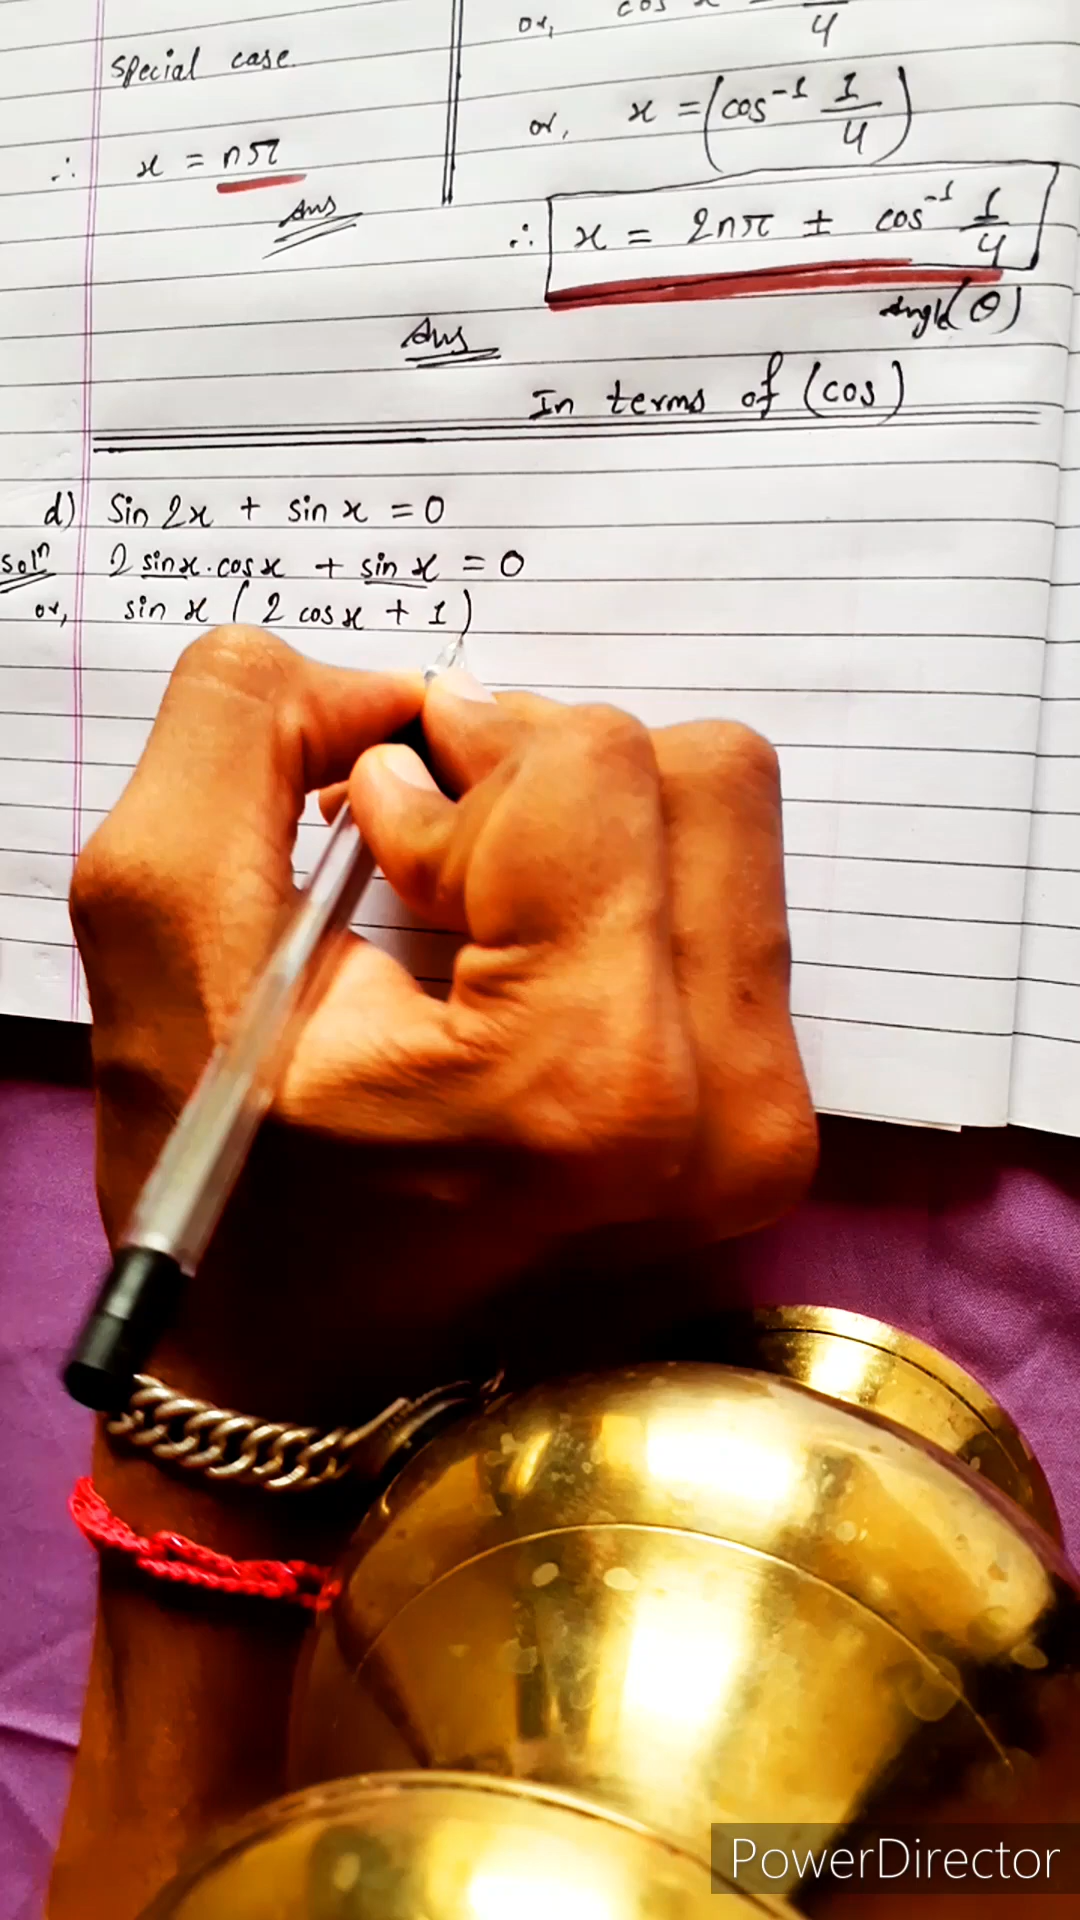 special case
∴ x = nπ
Ans
or, cos x = 4
or, x = (cos⁻¹ 1/4)
∴ x = 2nπ ± cos⁻¹ 1/4
Angle(θ)
Ans
In terms of (cos)
d) Sin 2x + sin x = 0
Solⁿ 2 sinx.cosx + sin x = 0
or, sin x ( 2 cosx + 1 )
PowerDirector